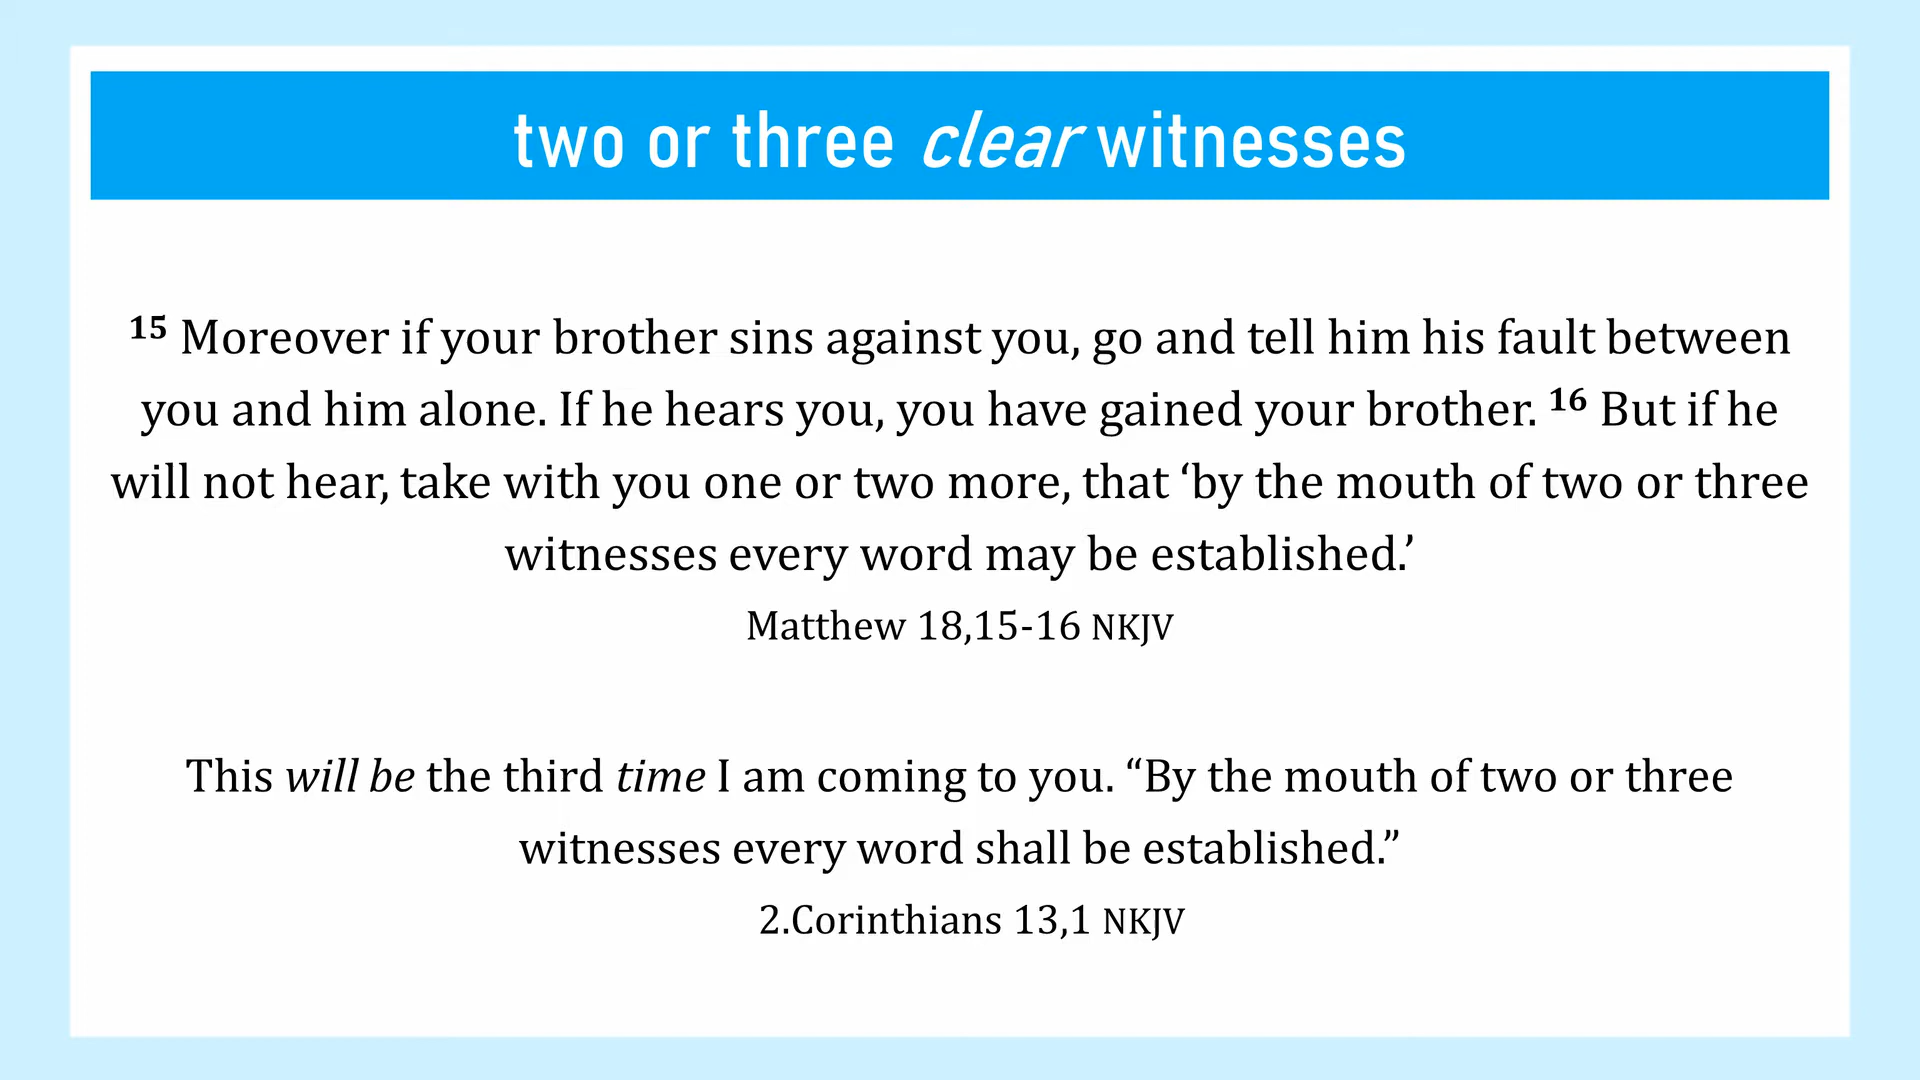 two or three clear witnesses
15 Moreover if your brother sins against you, go and tell him his fault between
you and him alone. If he hears you, you have gained your brother. 16 But if he
will not hear, take with you one or two more, that ‘by the mouth of two or three
witnesses every word may be established.’
Matthew 18,15-16 NKJV
This will be the third time I am coming to you. “By the mouth of two or three
witnesses every word shall be established.”
2.Corinthians 13,1 NKJV